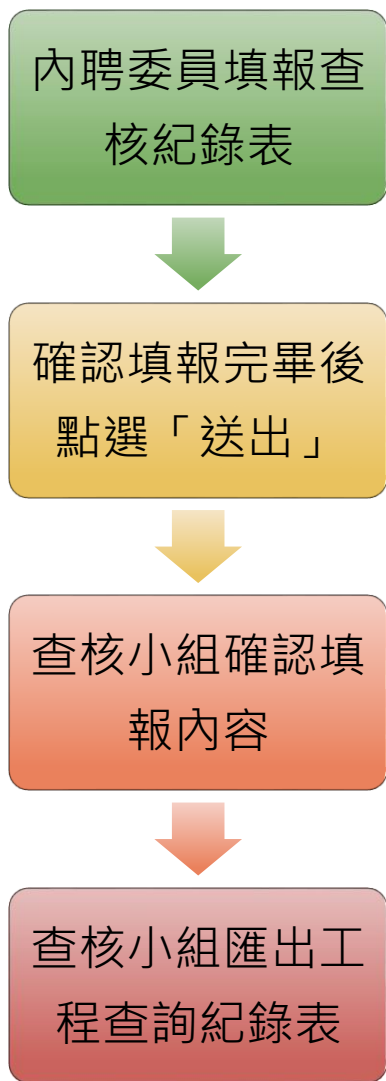 內聘委員填報查
核紀錄表
確認填報完畢後
點選「送出」
查核小組確認填
報內容
查核小組匯出工
程查詢紀錄表